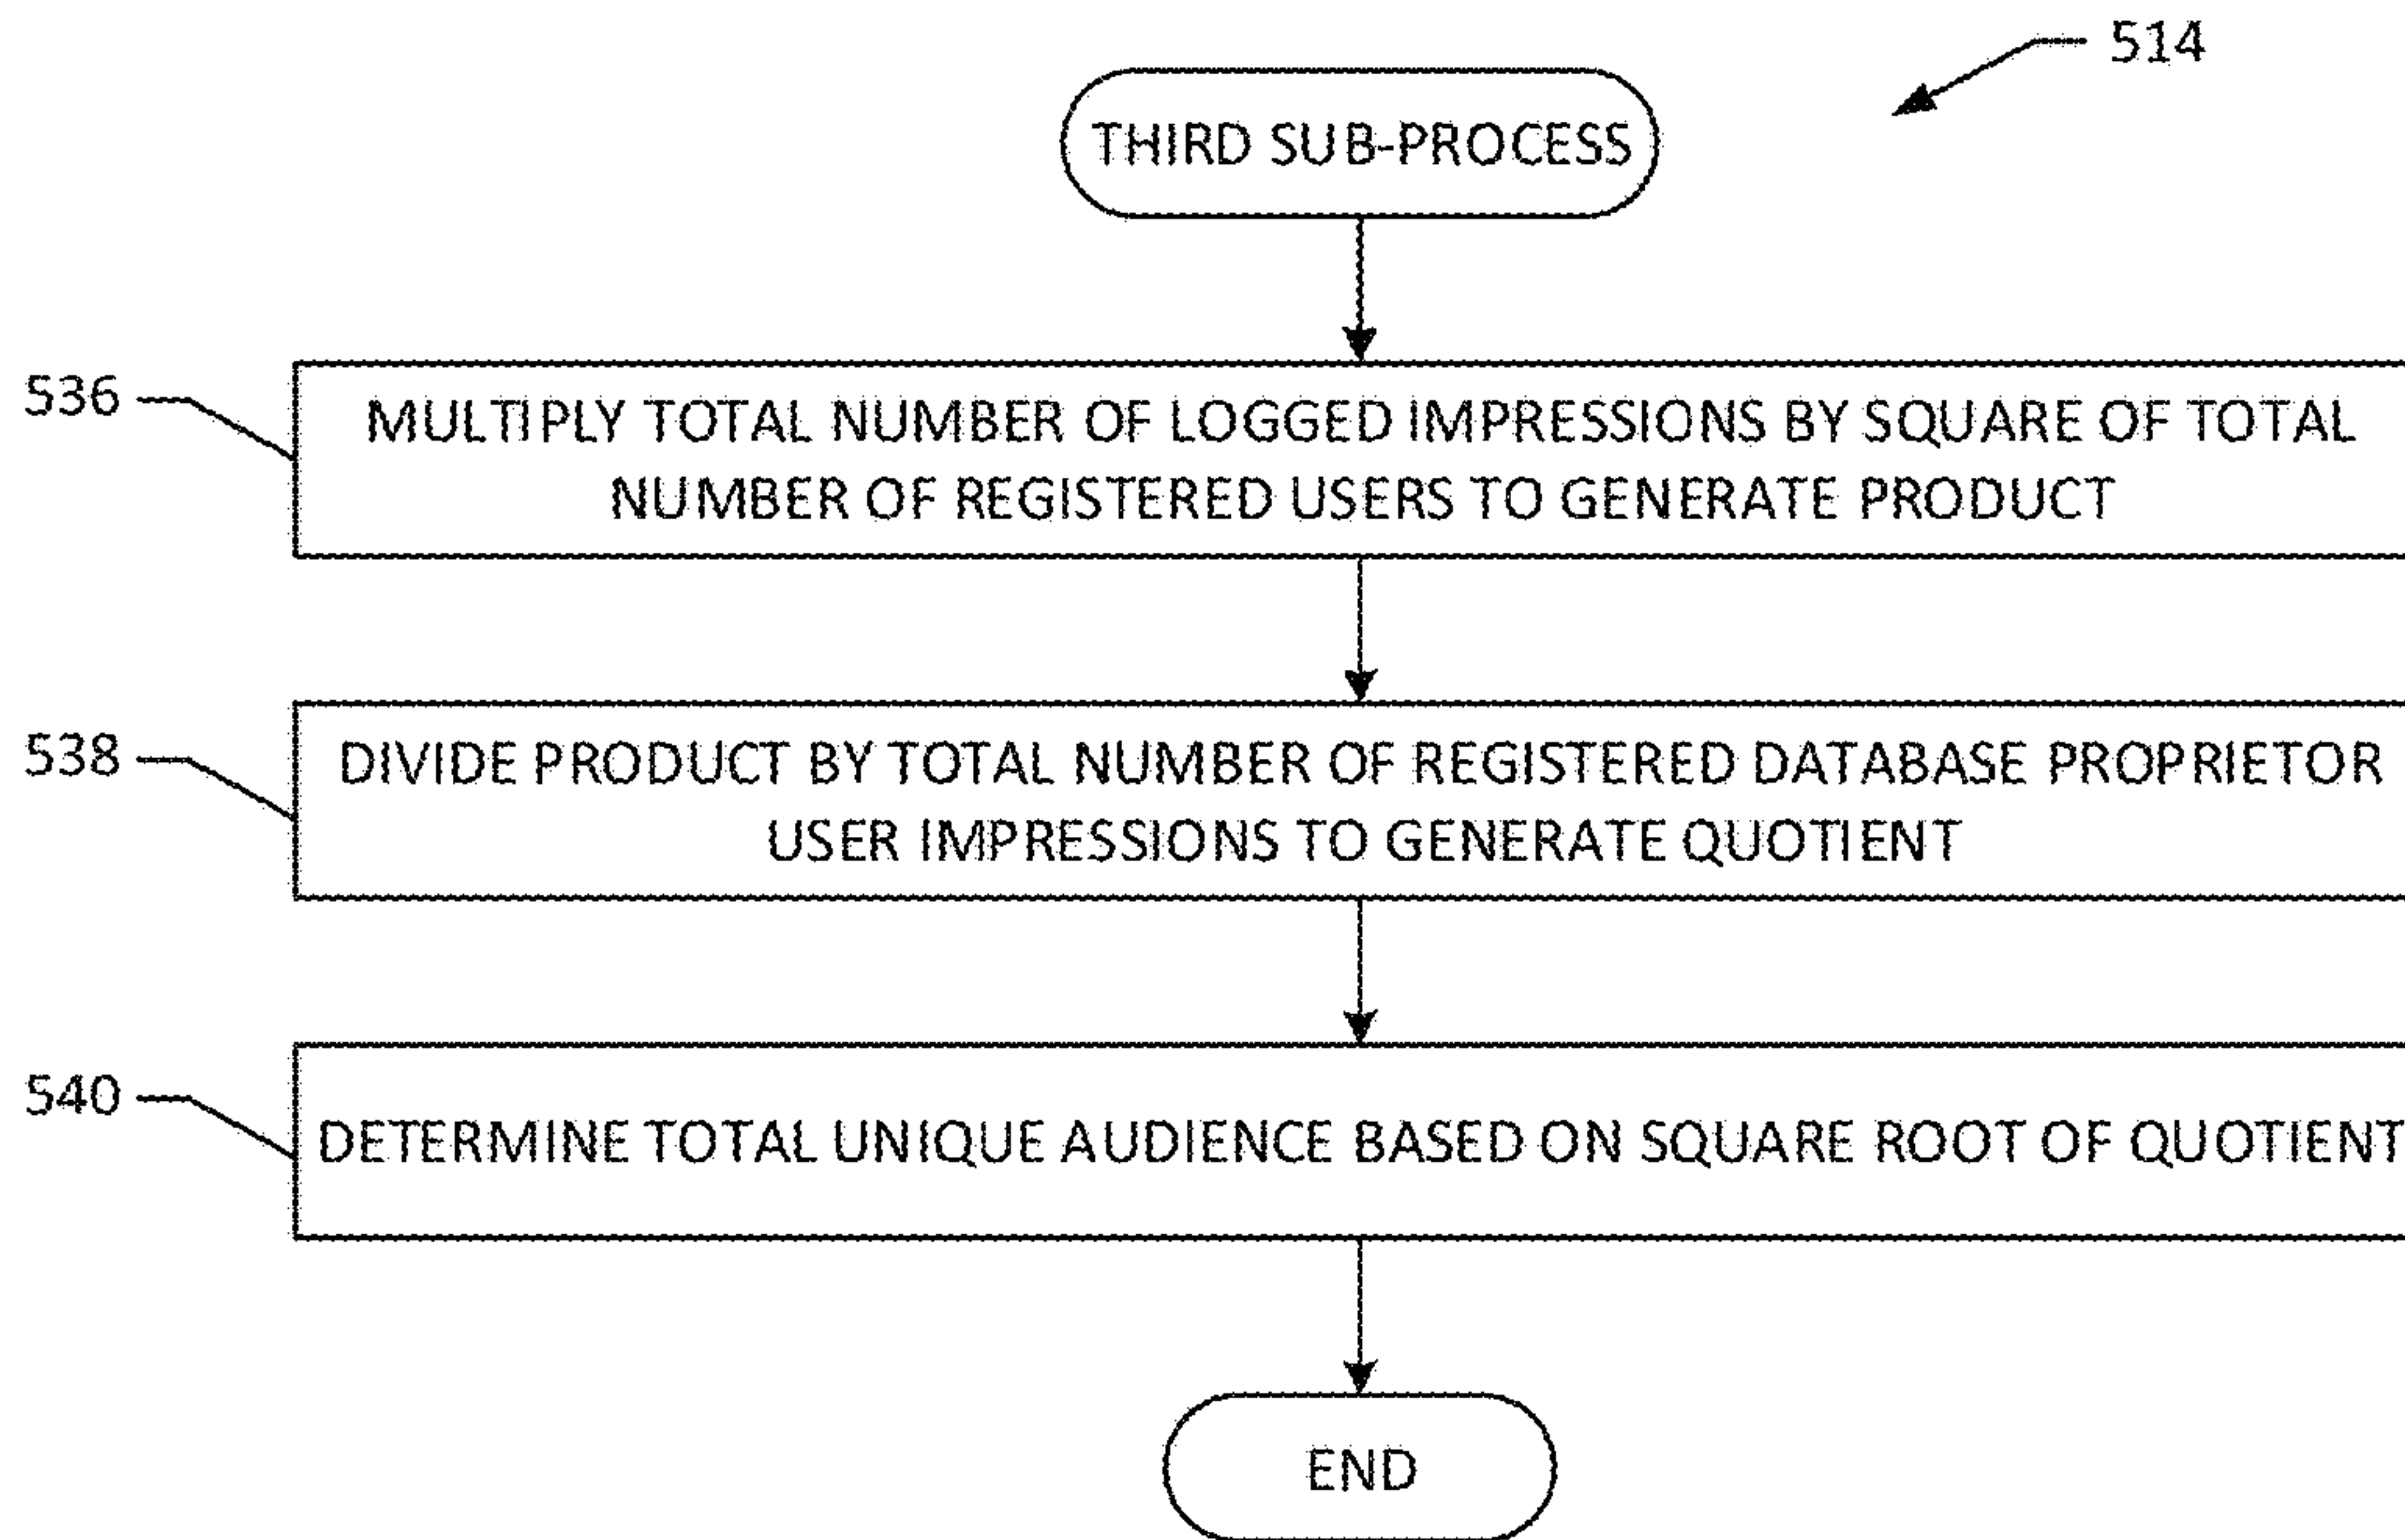 514
THIRD SUB-PROCESS
536
MULTIPLY TOTAL NUMBER OF LOGGED IMPRESSIONS BY SQUARE OF TOTAL
NUMBER OF REGISTERED USERS TO GENERATE PRODUCT
538
DIVIDE PRODUCT BY TOTAL NUMBER OF REGISTERED DATABASE PROPRIETOR
USER IMPRESSIONS TO GENERATE QUOTIENT
540
DETERMINE TOTAL UNIQUE AUDIENCE BASED ON SQUARE ROOT OF QUOTIENT
END